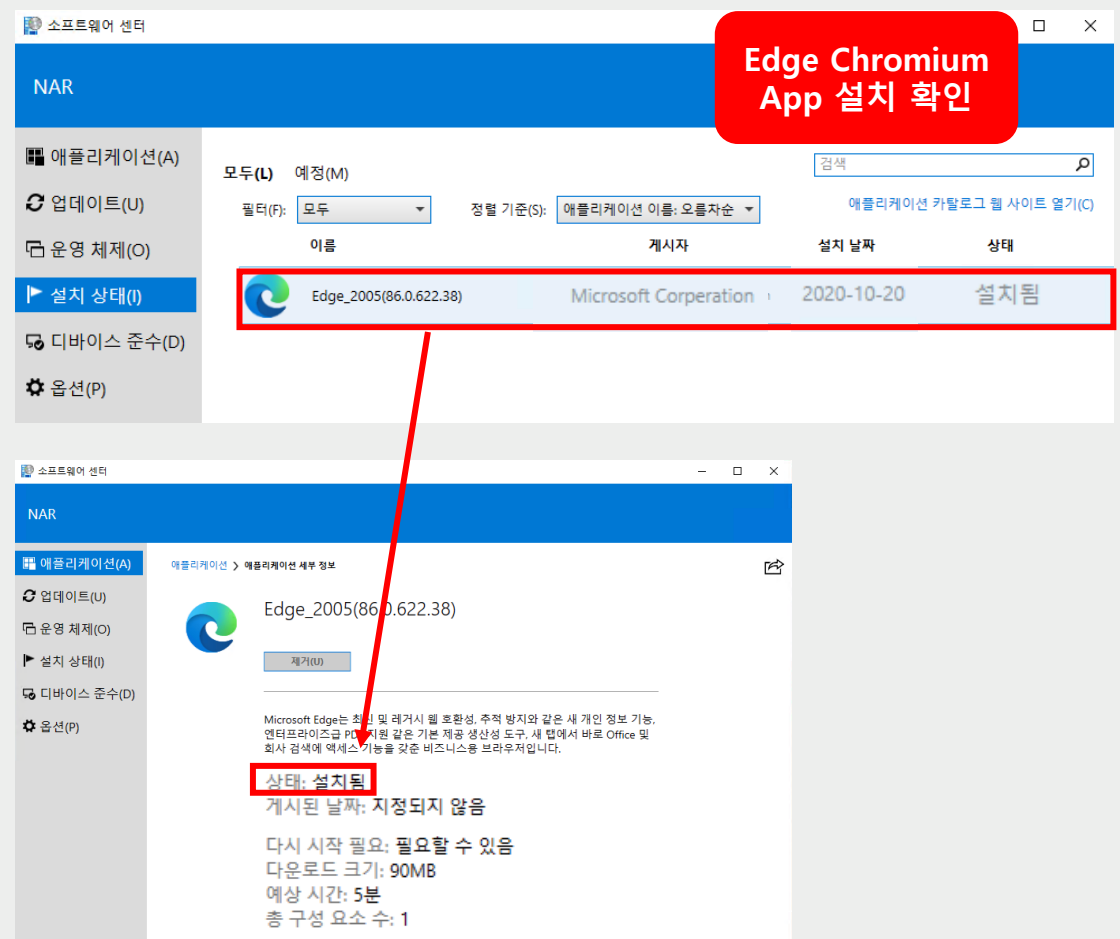 소프트웨어 센터
Edge Chromium
App 설치 확인
NAR
애플리케이션(A)
업데이트(U)
운영 체제(O)
설치 상태(I)
디바이스 준수(D)
옵션(P)
모두(L) 예정(M)
검색
필터(F): 모두 정렬 기준(S): 애플리케이션 이름: 오름차순 애플리케이션 카탈로그 웹 사이트 열기(C)
이름 게시자 설치 날짜 상태
Edge_2005(86.0.622.38) Microsoft Corperation 2020-10-20 설치됨
소프트웨어 센터
NAR
애플리케이션(A)
업데이트(U)
운영 체제(O)
설치 상태(I)
디바이스 준수(D)
옵션(P)
애플리케이션 > 애플리케이션 세부 정보
Edge_2005(86.0.622.38)
제거(U)
Microsoft Edge는 최신 및 레거시 웹 호환성, 추적 방지와 같은 새 개인 정보 기능,
엔터프라이즈급 PDF 지원 같은 기본 제공 생산성 도구, 새 탭에서 바로 Office 및
회사 검색에 액세스 기능을 갖춘 비즈니스용 브라우저입니다.
상태: 설치됨
게시된 날짜: 지정되지 않음
다시 시작 필요: 필요할 수 있음
다운로드 크기: 90MB
예상 시간: 5분
총 구성 요소 수: 1